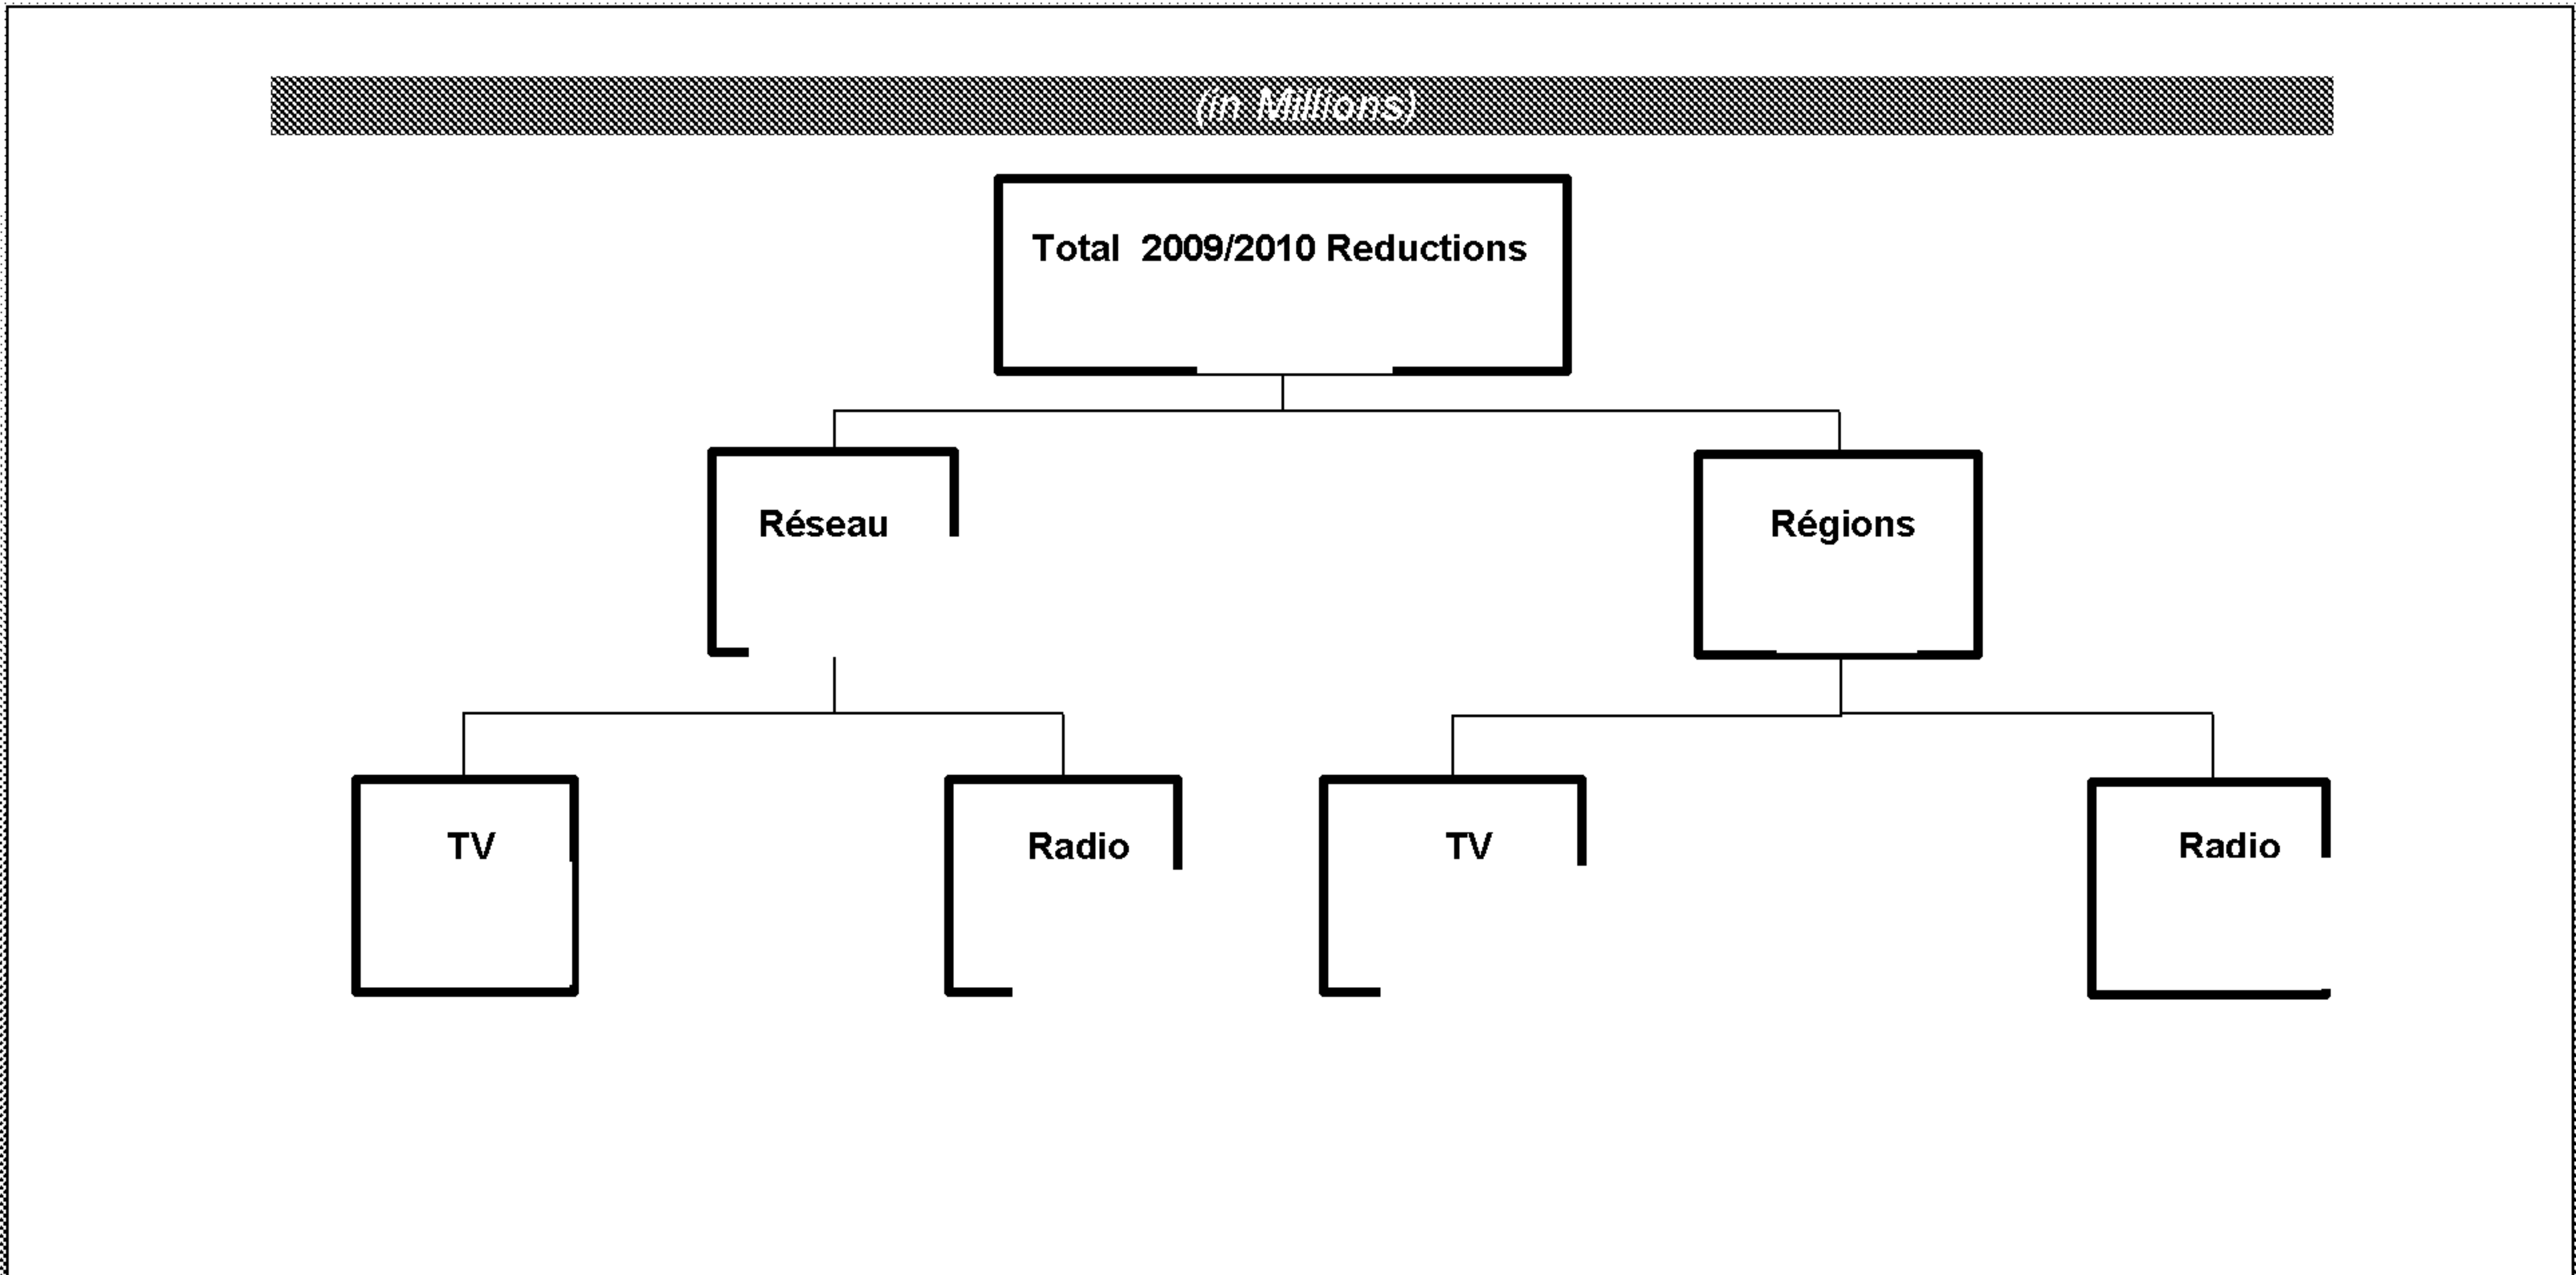 (in Millions)
Total 2009/2010 Reductions
Réseau
Régions
TV
Radio
TV
Radio